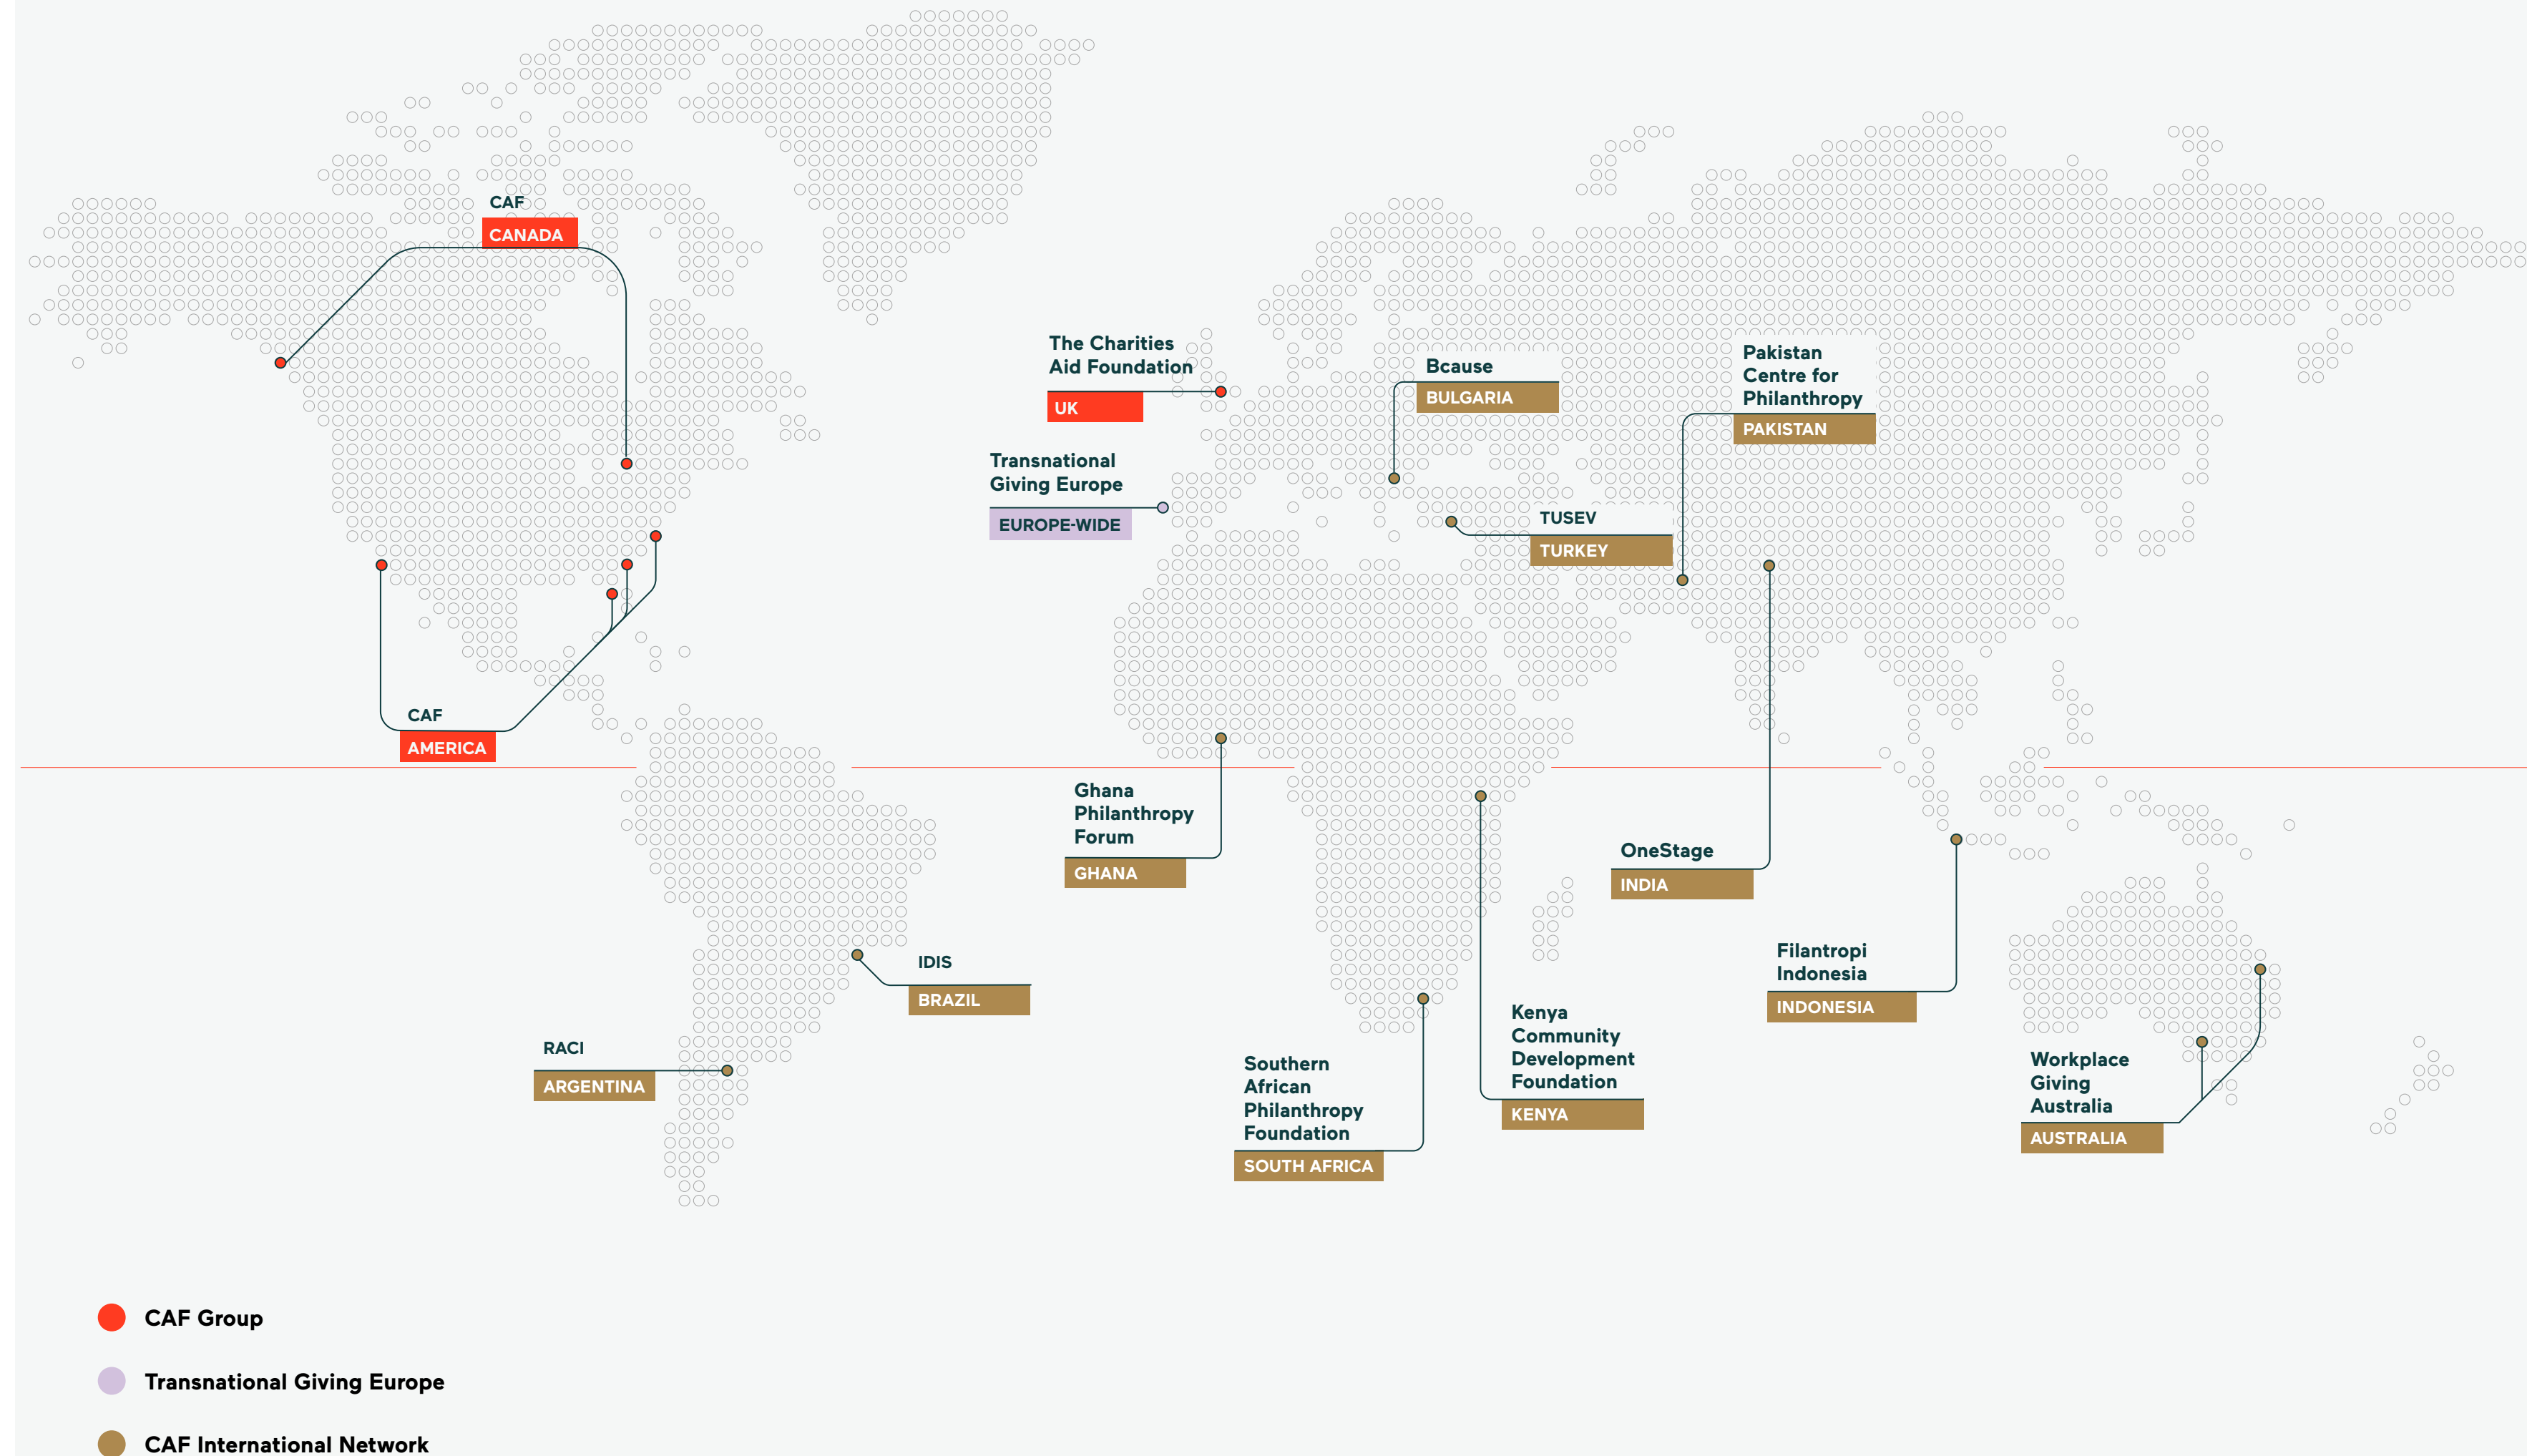 CAF
CANADA
The Charities
Aid Foundation
UK
Bcause
BULGARIA
Pakistan
Centre for
Philanthropy
PAKISTAN
Transnational
Giving Europe
EUROPE-WIDE
TUSEV
TURKEY
CAF
AMERICA
Ghana
Philanthropy
Forum
GHANA
OneStage
INDIA
IDIS
BRAZIL
Filantropi
Indonesia
INDONESIA
RACI
ARGENTINA
Southern
African
Philanthropy
Foundation
SOUTH AFRICA
Kenya
Community
Development
Foundation
KENYA
Workplace
Giving
Australia
AUSTRALIA
CAF Group
Transnational Giving Europe
CAF International Network